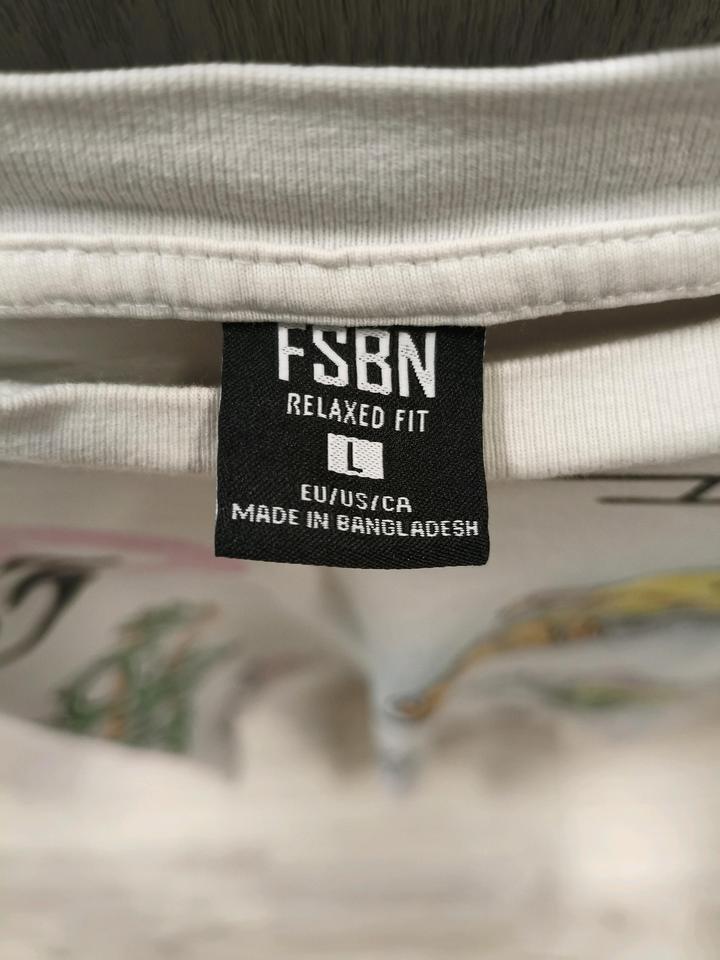 FSBN
RELAXED FIT
L
EU/US/CA
MADE IN BANGLADESH